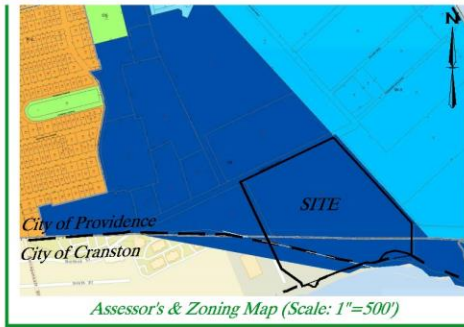 N
SITE
City of Providence
City of Cranston
Assessor's & Zoning Map (Scale: 1"=500')